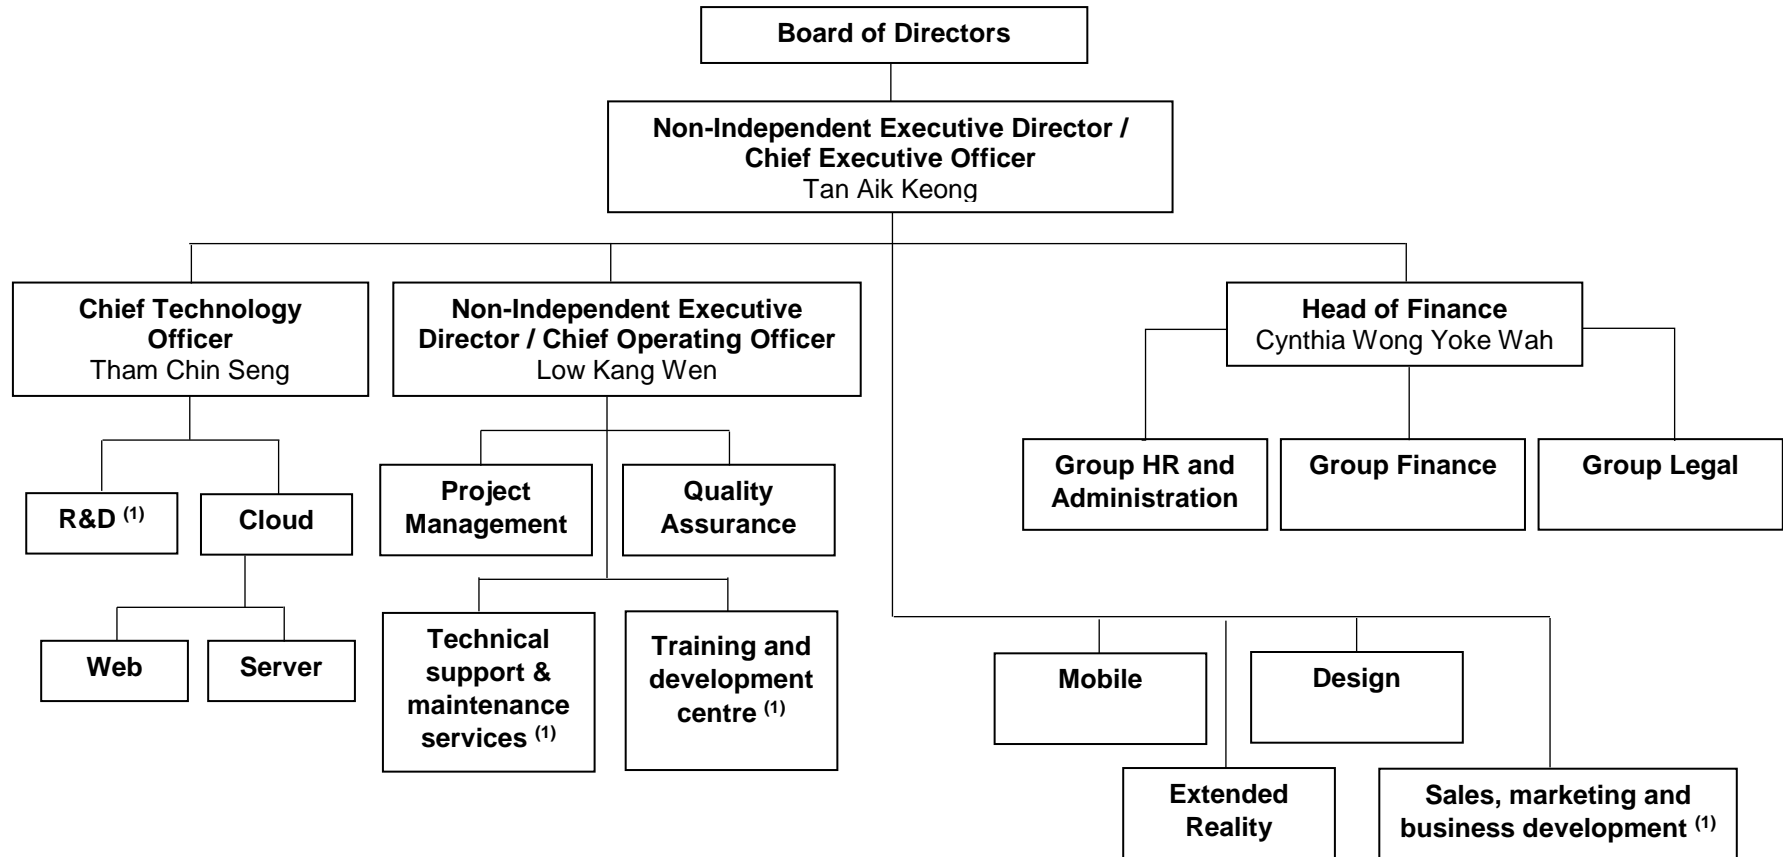 Board of Directors
Non-Independent Executive Director /
Chief Executive Officer
Tan Aik Keong
Chief Technology
Officer
Tham Chin Seng
Non-Independent Executive
Director / Chief Operating Officer
Low Kang Wen
Head of Finance
Cynthia Wong Yoke Wah
R&D (1)
Cloud
Project
Management
Quality
Assurance
Group HR and
Administration
Group Finance
Group Legal
Web
Server
Technical
support &
maintenance
services (1)
Training and
development
centre (1)
Mobile
Design
Extended
Reality
Sales, marketing and
business development (1)